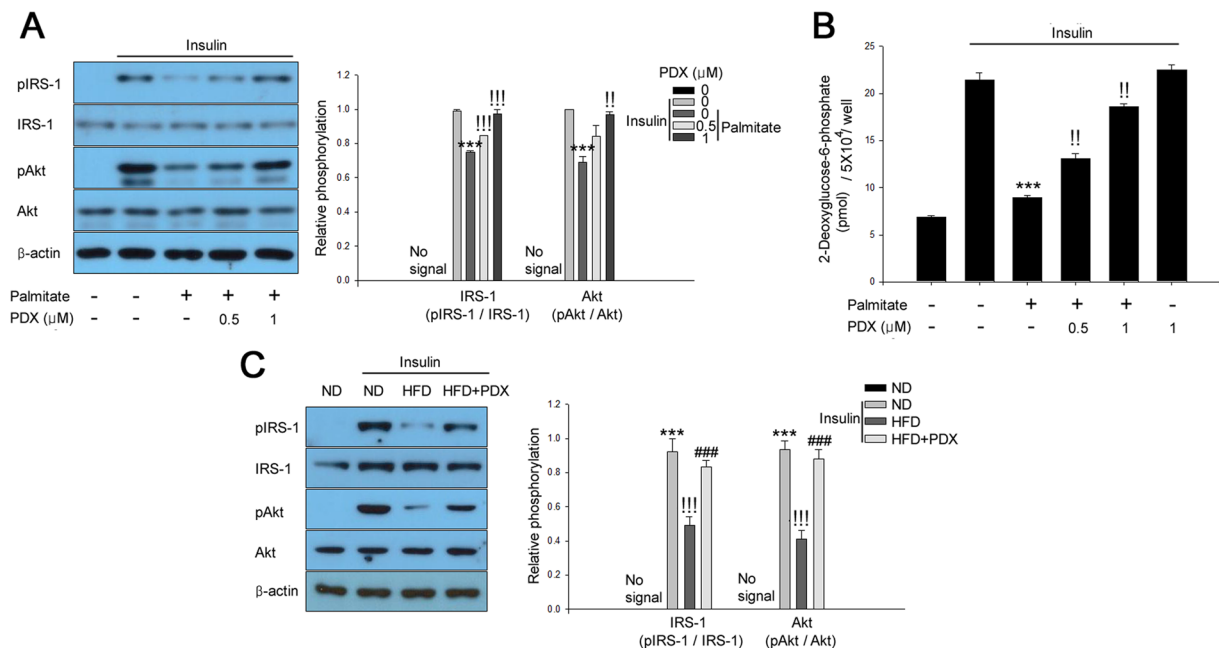 A
Insulin
pIRS-1
IRS-1
pAkt
Akt
β-actin
Palmitate - - + + +
PDX (μM) - - - 0.5 1
Relative phosphorylation
1.2
1.0
0.8
0.6
0.4
0.2
0.0
No signal
***
!!!
!!!
No signal
***
!!
IRS-1
(pIRS-1 / IRS-1)
Akt
(pAkt / Akt)
PDX (μM)
0
0
0
0.5
1
Insulin
Palmitate
B
Insulin
2-Deoxyglucose-6-phosphate
(pmol) / 5X10⁴/ well
25
20
15
10
5
0
***
!!
!!
Palmitate - - + + + -
PDX (μM) - - - 0.5 1 1
C
Insulin
ND ND HFD HFD+PDX
pIRS-1
IRS-1
pAkt
Akt
β-actin
Relative phosphorylation
1.2
1.0
0.8
0.6
0.4
0.2
0.0
No signal
***
!!!
###
No signal
***
!!!
###
IRS-1
(pIRS-1 / IRS-1)
Akt
(pAkt / Akt)
ND
ND
HFD
HFD+PDX
Insulin